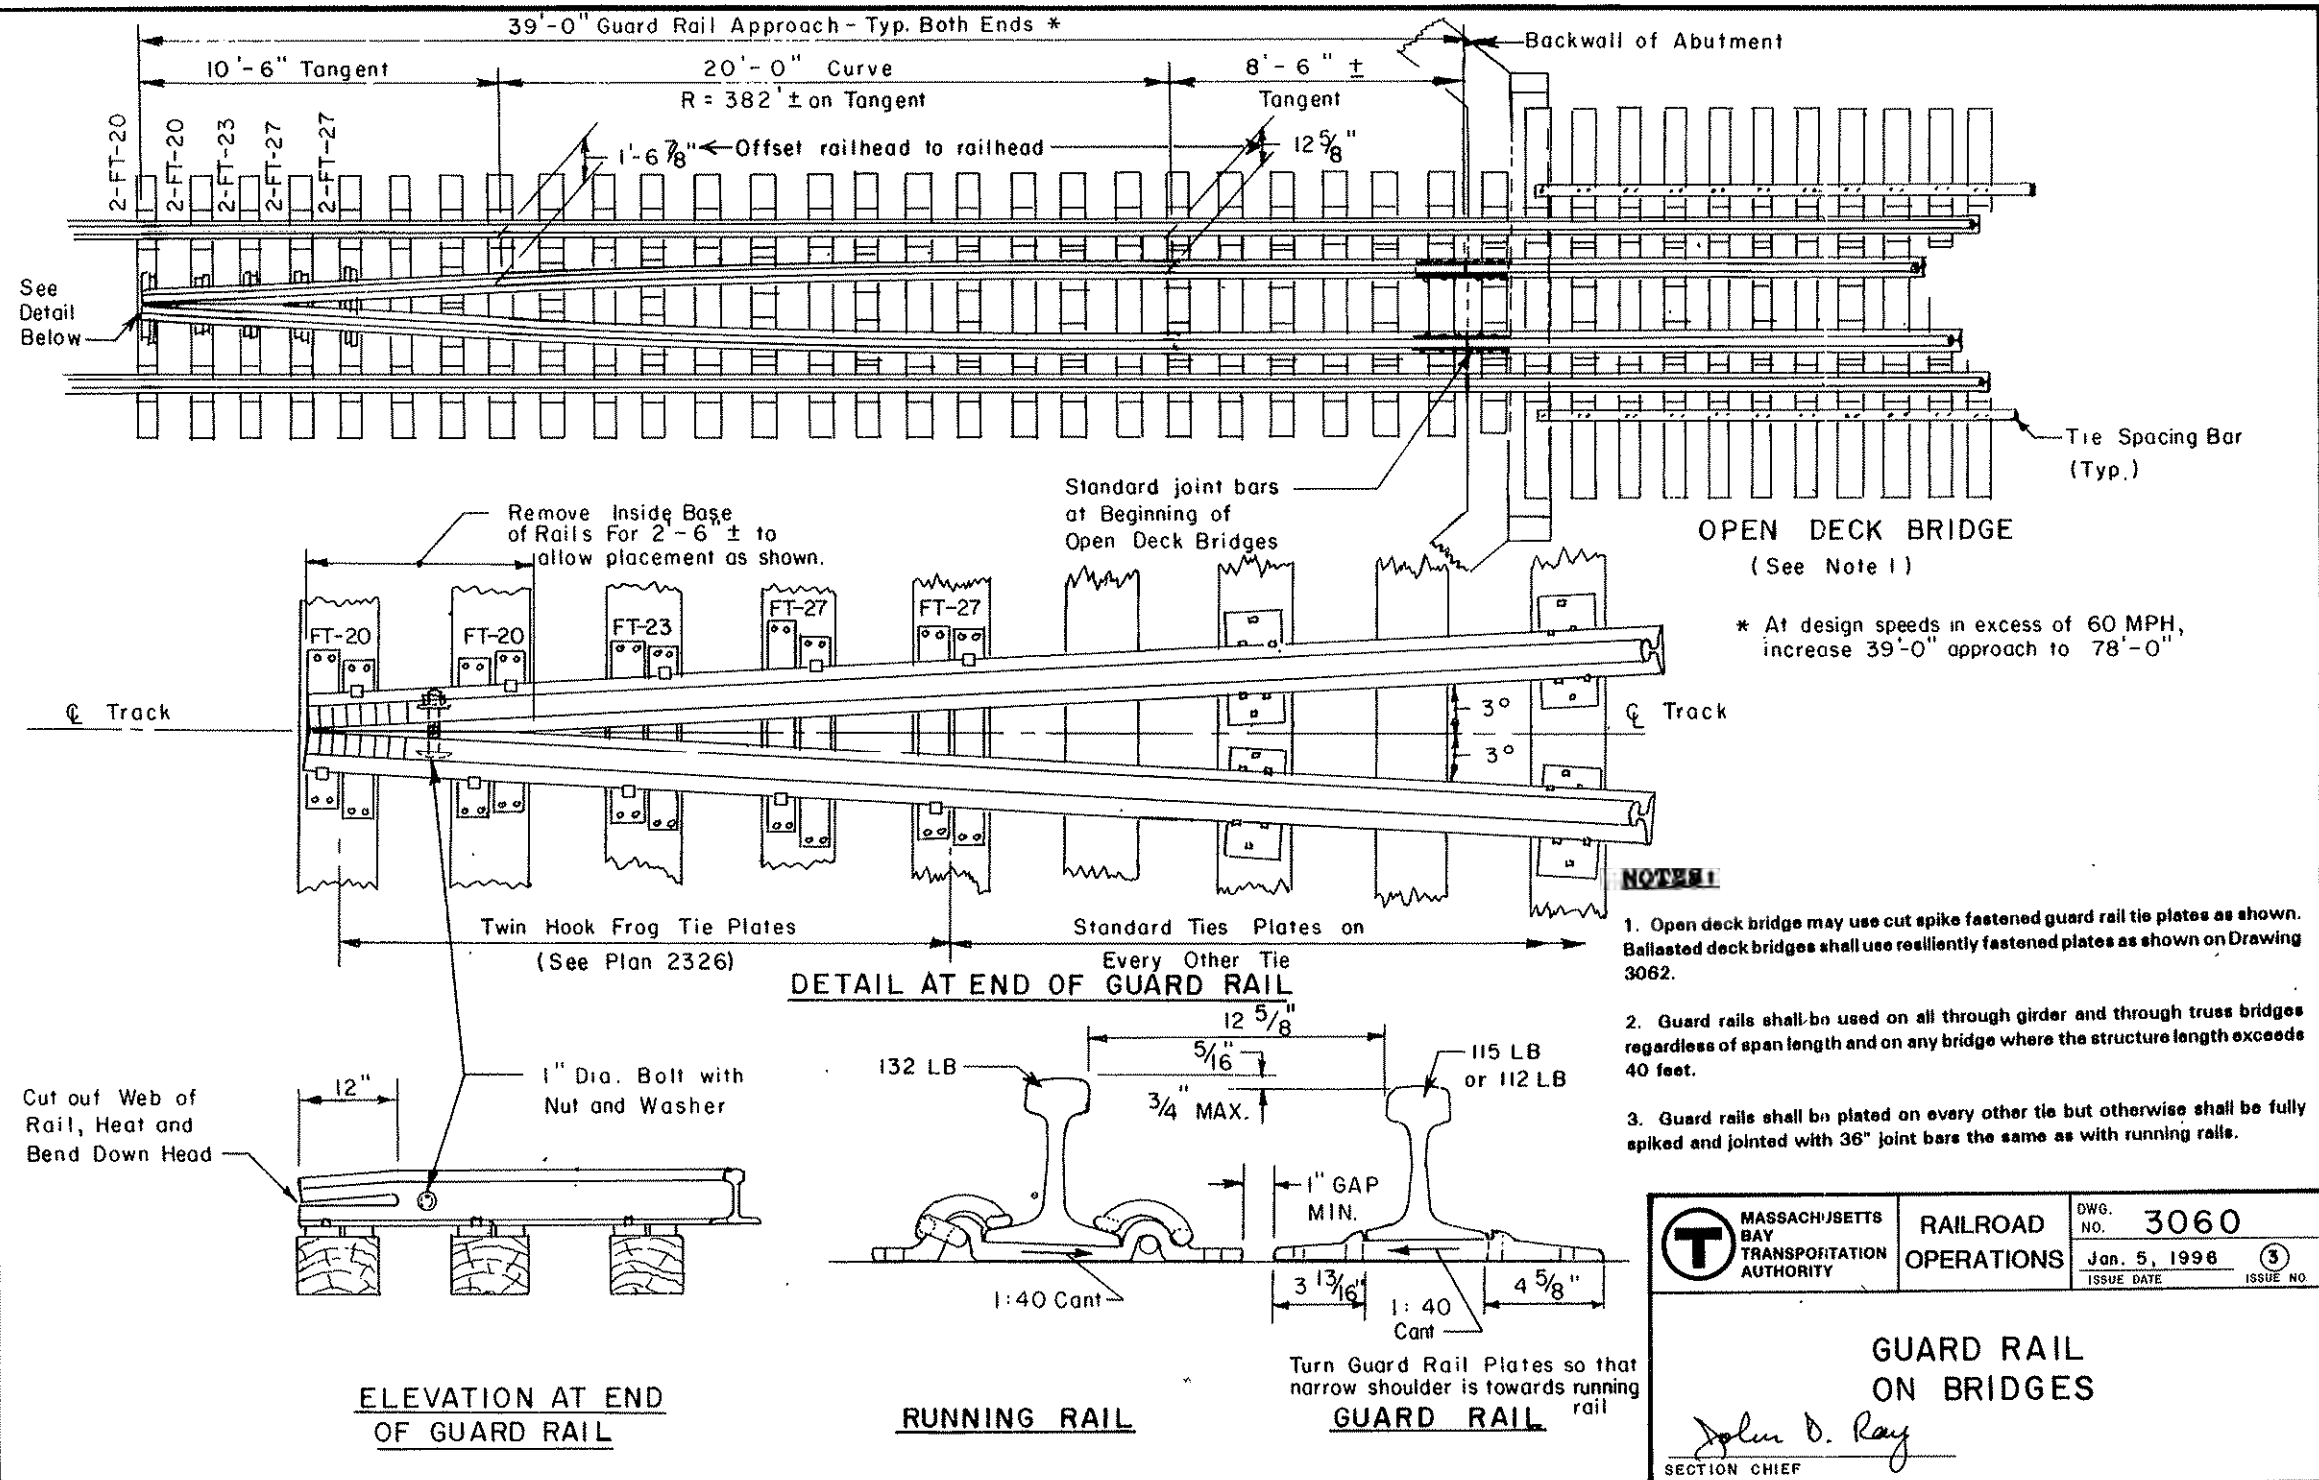 39'-0" Guard Rail Approach - Typ. Both Ends *
Backwall of Abutment
10'-6" Tangent
20'-0" Curve
R = 382' ± on Tangent
8'-6" ±
Tangent
2-FT-20
2-FT-20
2-FT-23
2-FT-27
2-FT-27
1'-6 7/8"
Offset railhead to railhead
12 5/8"
See
Detail
Below
Tie Spacing Bar
(Typ.)
Standard joint bars
at Beginning of
Open Deck Bridges
OPEN DECK BRIDGE
(See Note 1)
* At design speeds in excess of 60 MPH,
increase 39'-0" approach to 78'-0"
Remove Inside Base
of Rails For 2'-6" ± to
allow placement as shown.
FT-20
FT-20
FT-23
FT-27
FT-27
℄ Track
3°
3°
℄ Track
Twin Hook Frog Tie Plates
(See Plan 2326)
Standard Ties Plates on
Every Other Tie
DETAIL AT END OF GUARD RAIL
NOTES:
1. Open deck bridge may use cut spike fastened guard rail tie plates as shown.
Ballasted deck bridges shall use resiliently fastened plates as shown on Drawing
3062.
2. Guard rails shall be used on all through girder and through truss bridges
regardless of span length and on any bridge where the structure length exceeds
40 feet.
3. Guard rails shall be plated on every other tie but otherwise shall be fully
spiked and jointed with 36" joint bars the same as with running rails.
Cut out Web of
Rail, Heat and
Bend Down Head
12"
1" Dia. Bolt with
Nut and Washer
ELEVATION AT END
OF GUARD RAIL
12 5/8"
132 LB
5/16"
3/4" MAX.
115 LB
or 112 LB
1" GAP
MIN.
1:40 Cant
3 13/16"
1:40
Cant
4 5/8"
Turn Guard Rail Plates so that
narrow shoulder is towards running
rail
RUNNING RAIL
GUARD RAIL
T
MASSACHUSETTS
BAY
TRANSPORTATION
AUTHORITY
RAILROAD
OPERATIONS
DWG.
NO. 3060
Jan. 5, 1996
ISSUE DATE
3
ISSUE NO
GUARD RAIL
ON BRIDGES
John D. Ray
SECTION CHIEF